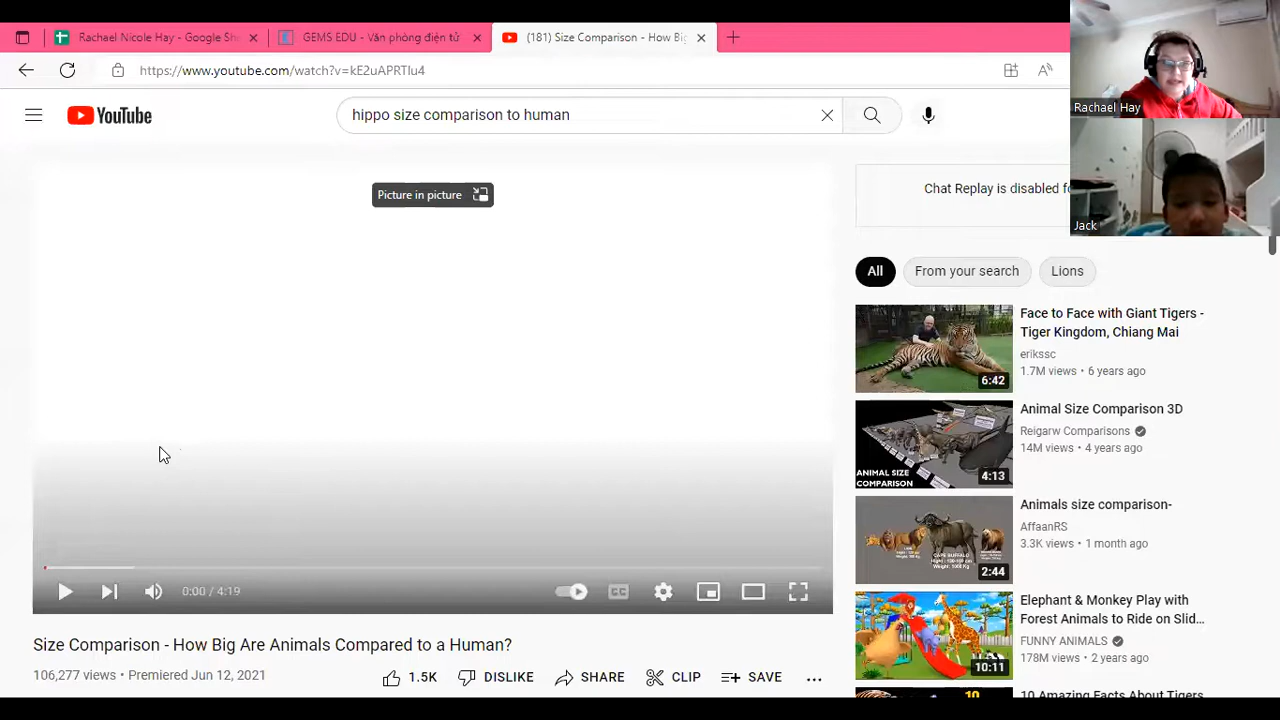 Rachael Nicole Hay - Google Sh
GEMS EDU - Văn phòng điện tử
(181) Size Comparison - How Big
https://www.youtube.com/watch?v=kE2uAPRTlu4
YouTube
hippo size comparison to human
Rachael Hay
Jack
Picture in picture
0:00 / 4:19
CC
Size Comparison - How Big Are Animals Compared to a Human?
106,277 views • Premiered Jun 12, 2021
1.5K
DISLIKE
SHARE
CLIP
SAVE
Chat Replay is disabled fo
All
From your search
Lions
6:42
Face to Face with Giant Tigers -
Tiger Kingdom, Chiang Mai
erikssc
1.7M views • 6 years ago
ANIMAL SIZE
COMPARISON
4:13
Animal Size Comparison 3D
Reigarw Comparisons
14M views • 4 years ago
CAPE BUFFALO
2:44
Animals size comparison-
AffaanRS
3.3K views • 1 month ago
10:11
Elephant & Monkey Play with
Forest Animals to Ride on Slid...
FUNNY ANIMALS
178M views • 2 years ago
10
10 Amazing Facts About Tigers